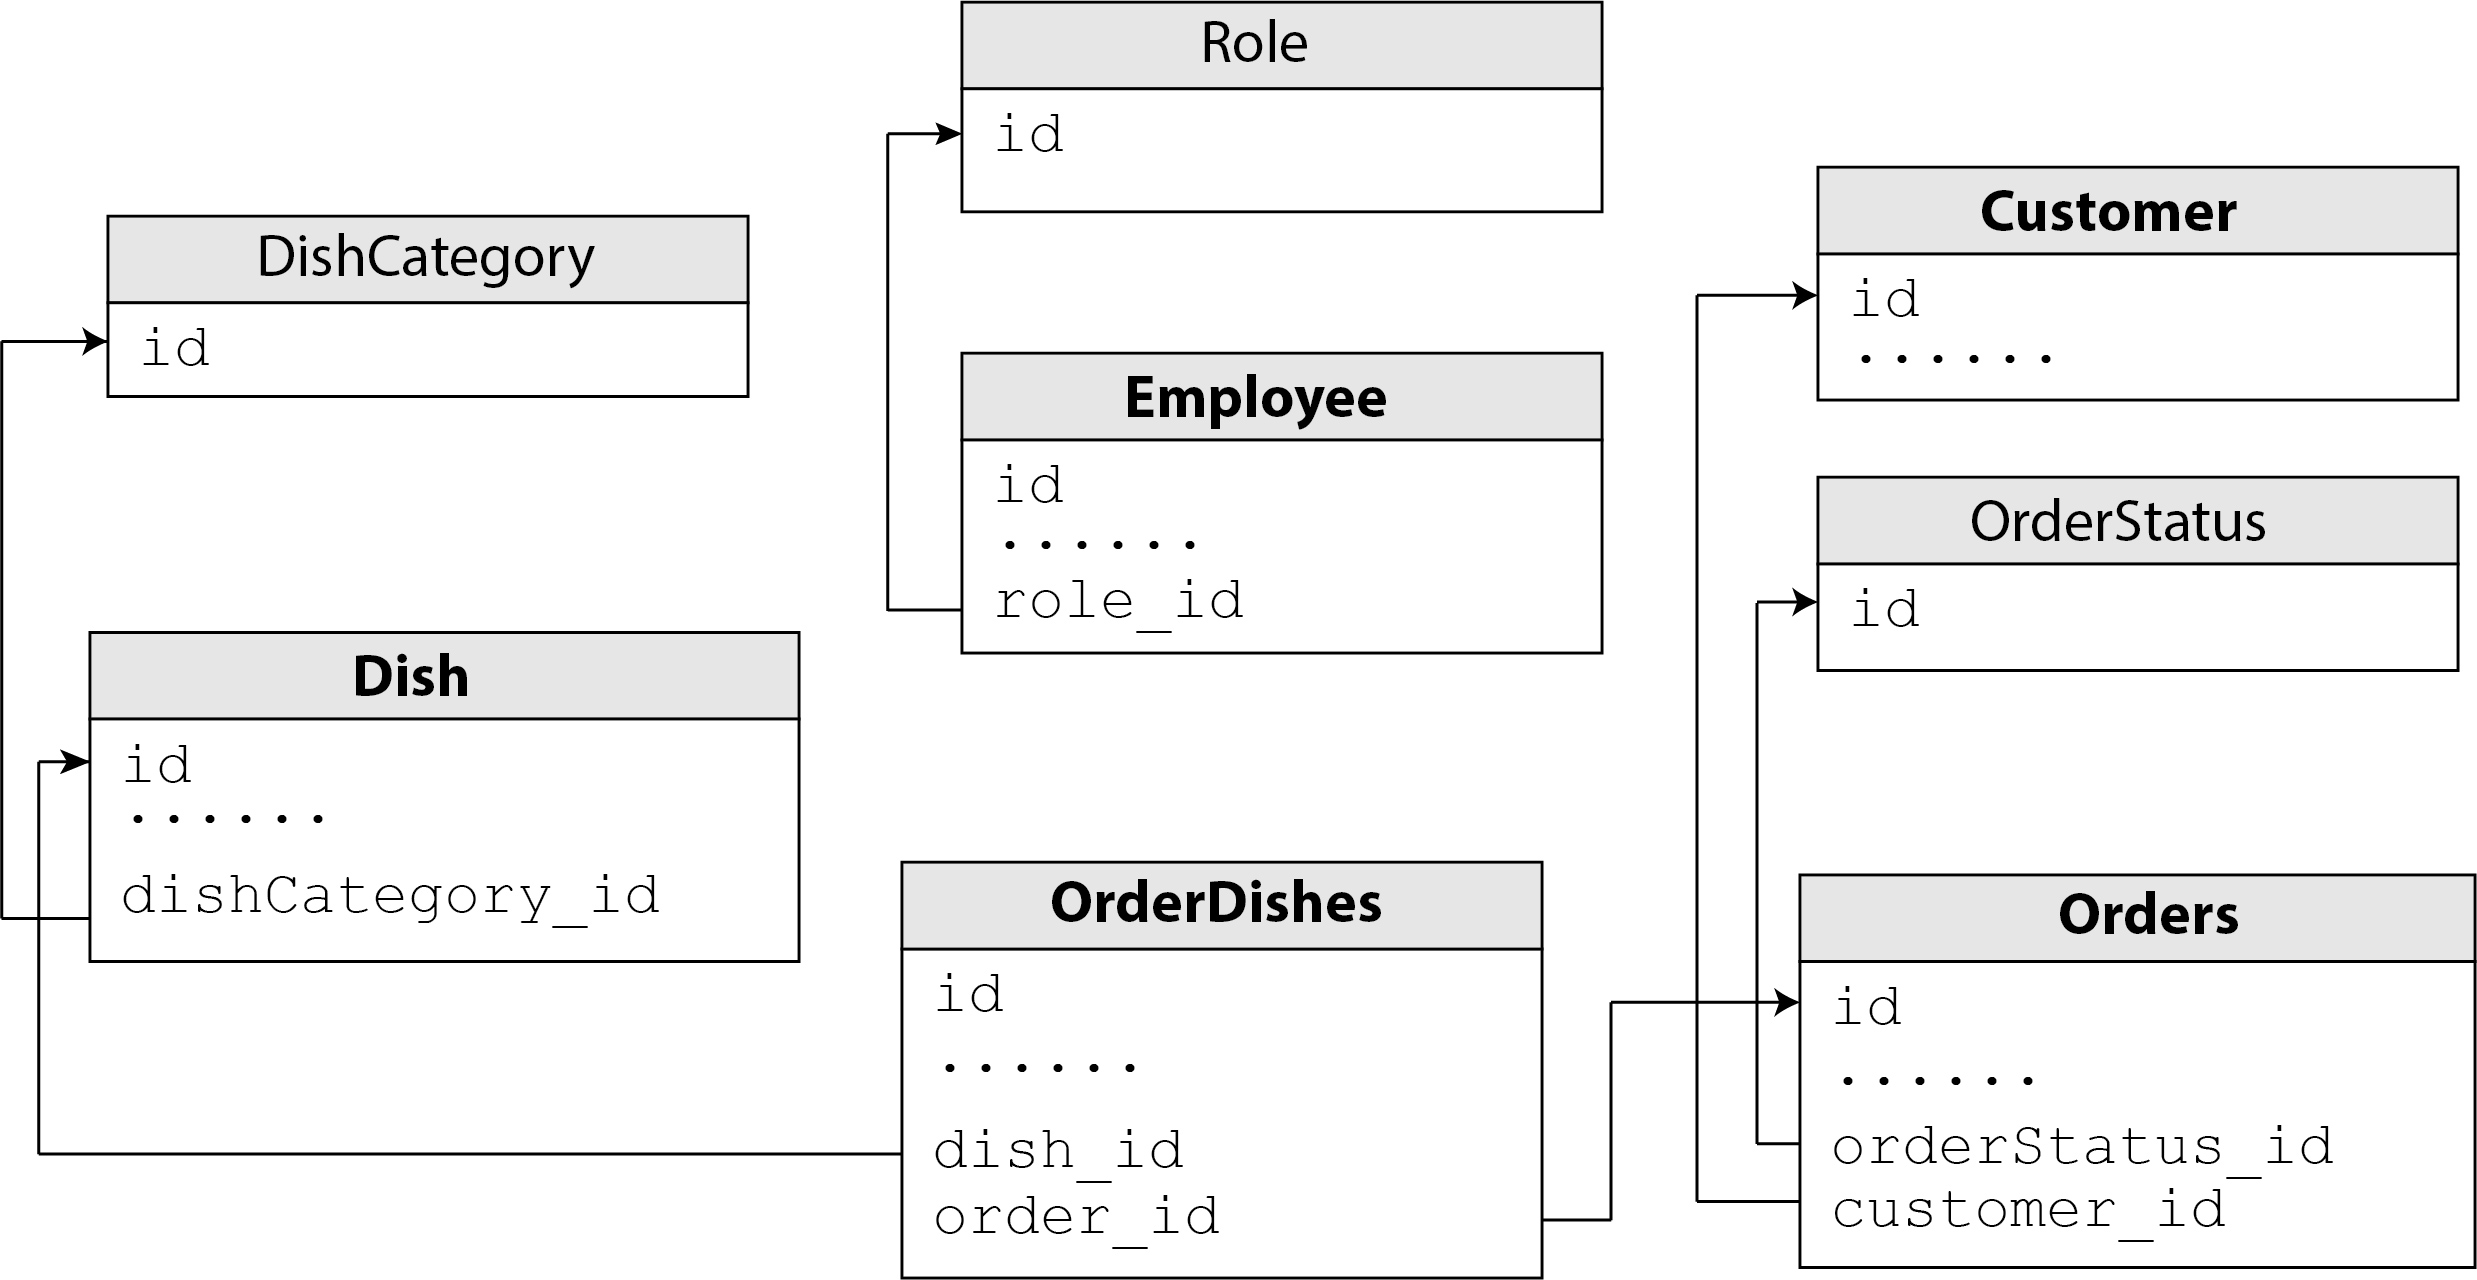 Role
id
DishCategory
id
Customer
id
......
Employee
id
......
role_id
OrderStatus
id
Dish
id
......
dishCategory_id
OrderDishes
id
......
dish_id
order_id
Orders
id
......
orderStatus_id
customer_id